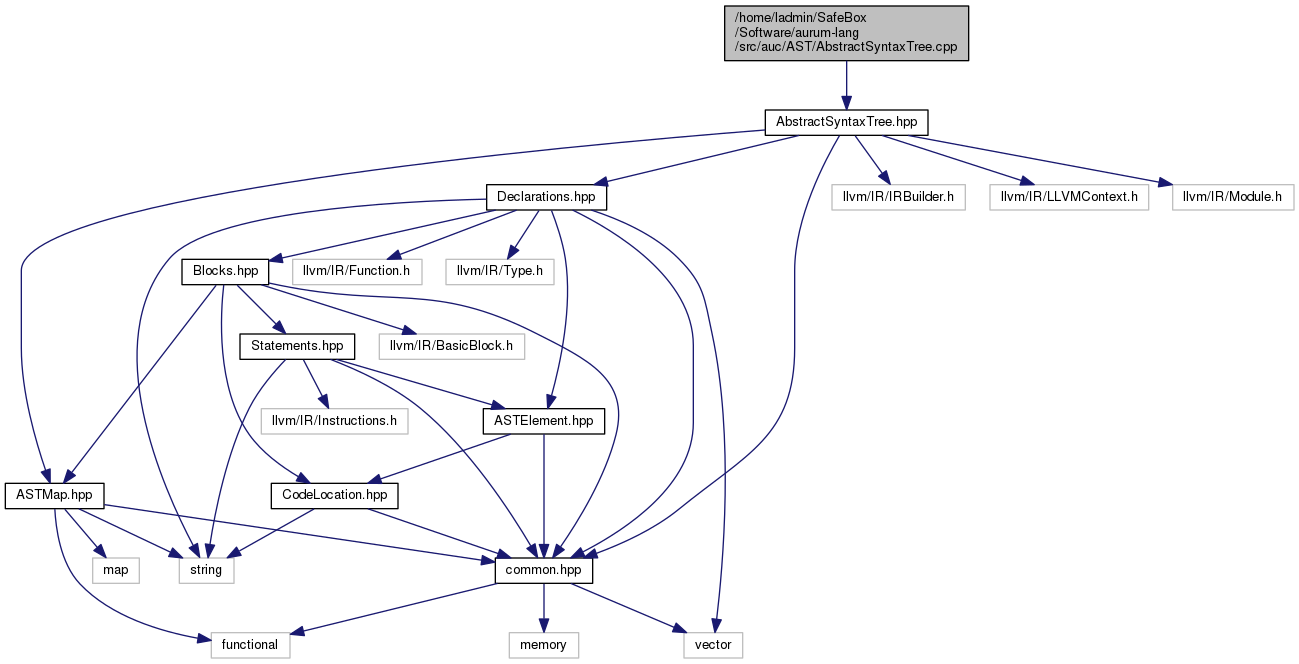 /home/ladmin/SafeBox
/Software/aurum-lang
/src/auc/AST/AbstractSyntaxTree.cpp
AbstractSyntaxTree.hpp
Declarations.hpp
llvm/IR/IRBuilder.h
llvm/IR/LLVMContext.h
llvm/IR/Module.h
Blocks.hpp
llvm/IR/Function.h
llvm/IR/Type.h
Statements.hpp
llvm/IR/BasicBlock.h
llvm/IR/Instructions.h
ASTElement.hpp
ASTMap.hpp
CodeLocation.hpp
map
string
common.hpp
functional
memory
vector